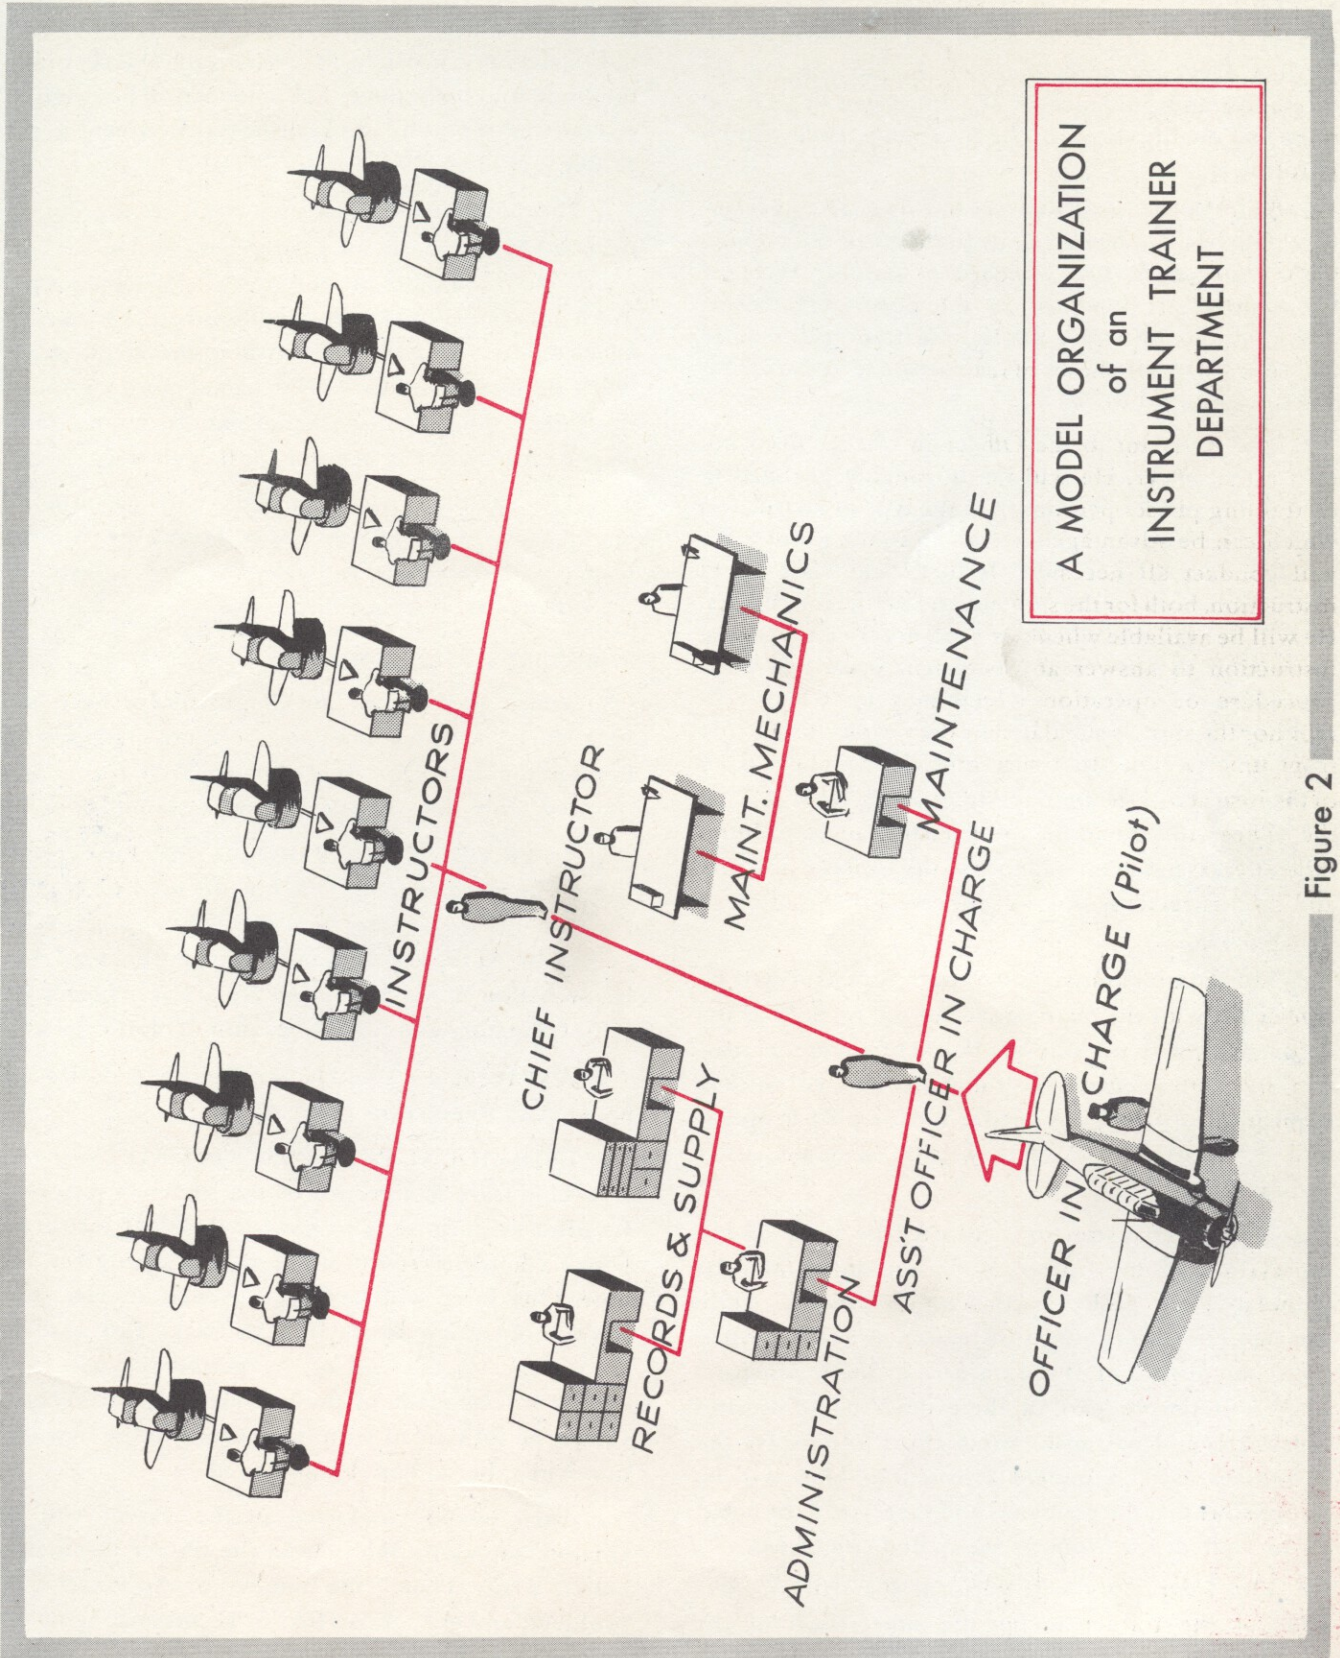 INSTRUCTORS
CHIEF INSTRUCTOR
MAINT. MECHANICS
RECORDS & SUPPLY
MAINTENANCE
ADMINISTRATION
ASS'T OFFICER IN CHARGE
OFFICER IN CHARGE (Pilot)
A MODEL ORGANIZATION
of an
INSTRUMENT TRAINER
DEPARTMENT
Figure 2